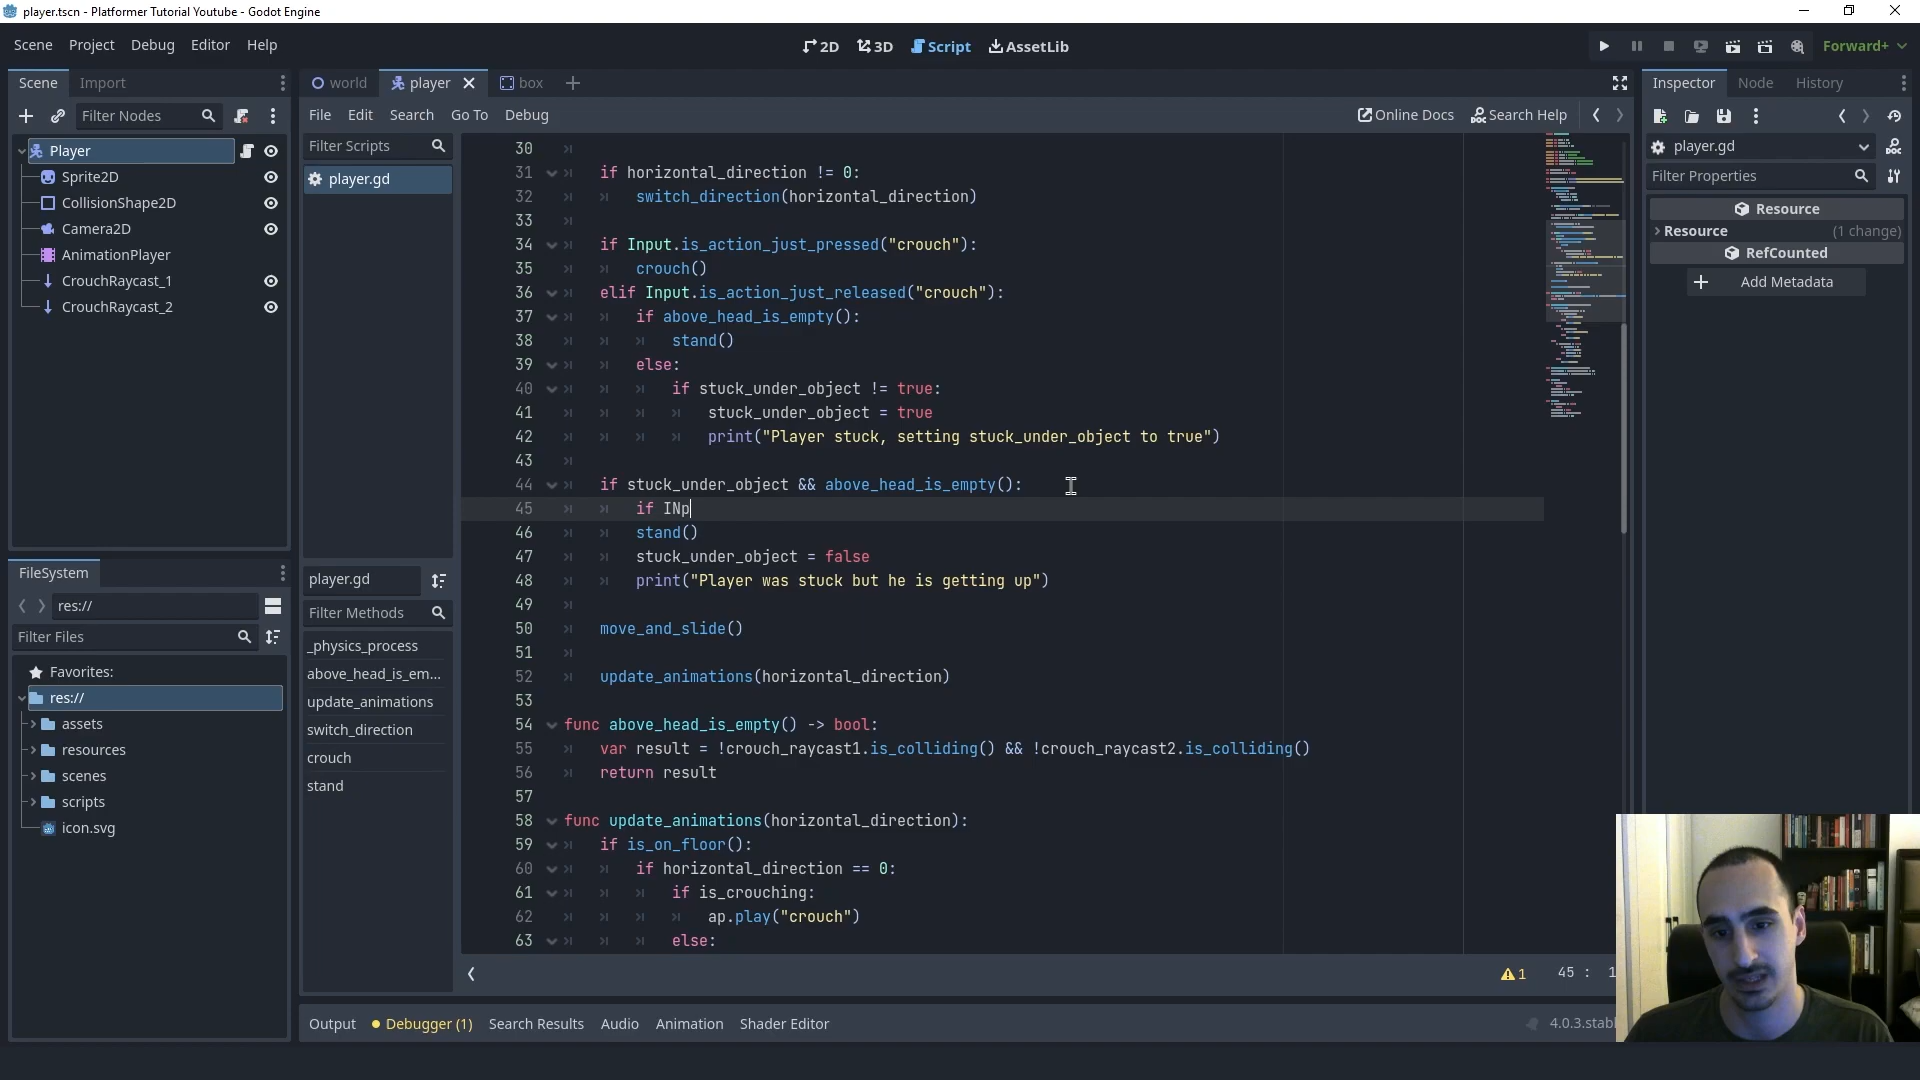 player.tscn - Platformer Tutorial Youtube - Godot Engine
Scene Project Debug Editor Help
2D 3D Script AssetLib
Forward+
Scene Import
Filter Nodes
Player
Sprite2D
CollisionShape2D
Camera2D
AnimationPlayer
CrouchRaycast_1
CrouchRaycast_2
FileSystem
res://
Filter Files
Favorites:
res://
assets
resources
scenes
scripts
icon.svg
world player box
File Edit Search Go To Debug
Online Docs Search Help
Filter Scripts
player.gd
player.gd
Filter Methods
_physics_process
above_head_is_em...
update_animations
switch_direction
crouch
stand
30
31 if horizontal_direction != 0:
32 switch_direction(horizontal_direction)
33
34 if Input.is_action_just_pressed("crouch"):
35 crouch()
36 elif Input.is_action_just_released("crouch"):
37 if above_head_is_empty():
38 stand()
39 else:
40 if stuck_under_object != true:
41 stuck_under_object = true
42 print("Player stuck, setting stuck_under_object to true")
43
44 if stuck_under_object && above_head_is_empty():
45 if INp
46 stand()
47 stuck_under_object = false
48 print("Player was stuck but he is getting up")
49
50 move_and_slide()
51
52 update_animations(horizontal_direction)
53
54 func above_head_is_empty() -> bool:
55 var result = !crouch_raycast1.is_colliding() && !crouch_raycast2.is_colliding()
56 return result
57
58 func update_animations(horizontal_direction):
59 if is_on_floor():
60 if horizontal_direction == 0:
61 if is_crouching:
62 ap.play("crouch")
63 else:
1 45 : 1
Output Debugger (1) Search Results Audio Animation Shader Editor
4.0.3.stabl
Inspector Node History
player.gd
Filter Properties
Resource
Resource (1 change)
RefCounted
Add Metadata